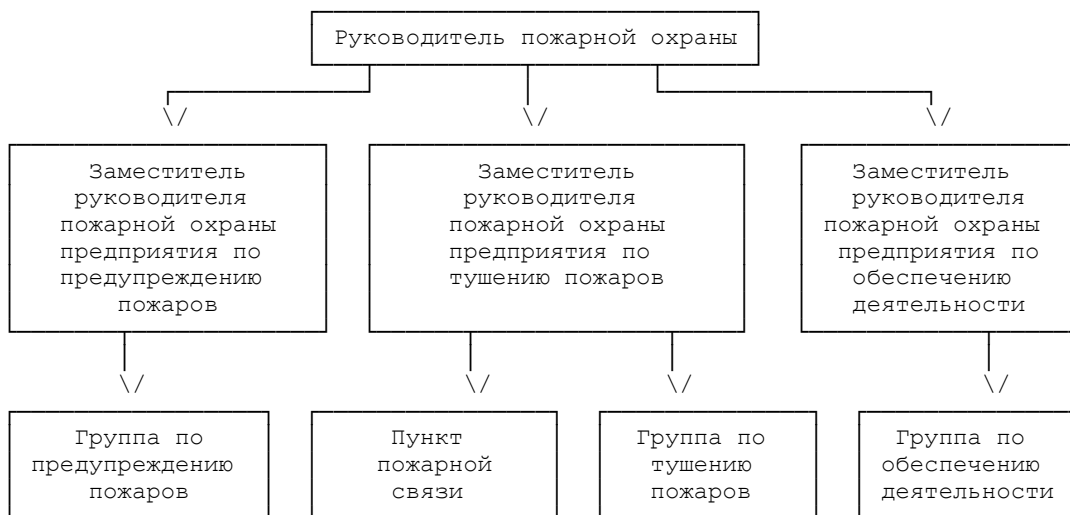 Руководитель пожарной охраны
Заместитель
руководителя
пожарной охраны
предприятия по
предупреждению
пожаров
Заместитель
руководителя
пожарной охраны
предприятия по
тушению пожаров
Заместитель
руководителя
пожарной охраны
предприятия по
обеспечению
деятельности
Группа по
предупреждению
пожаров
Пункт
пожарной
связи
Группа по
тушению
пожаров
Группа по
обеспечению
деятельности